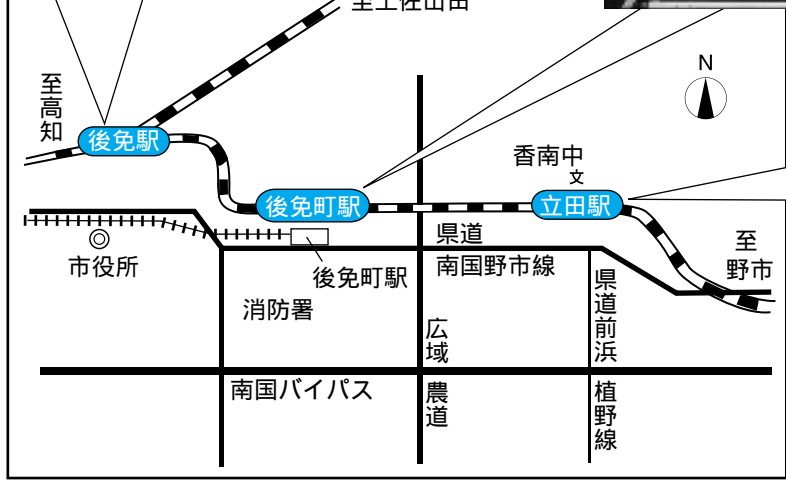 至土佐山田
至高知
後免駅
N
香南中
文
後免町駅
立田駅
県道
南国野市線
至
野市
市役所
後免町駅
消防署
県道前浜
植野線
広域
農道
南国バイパス